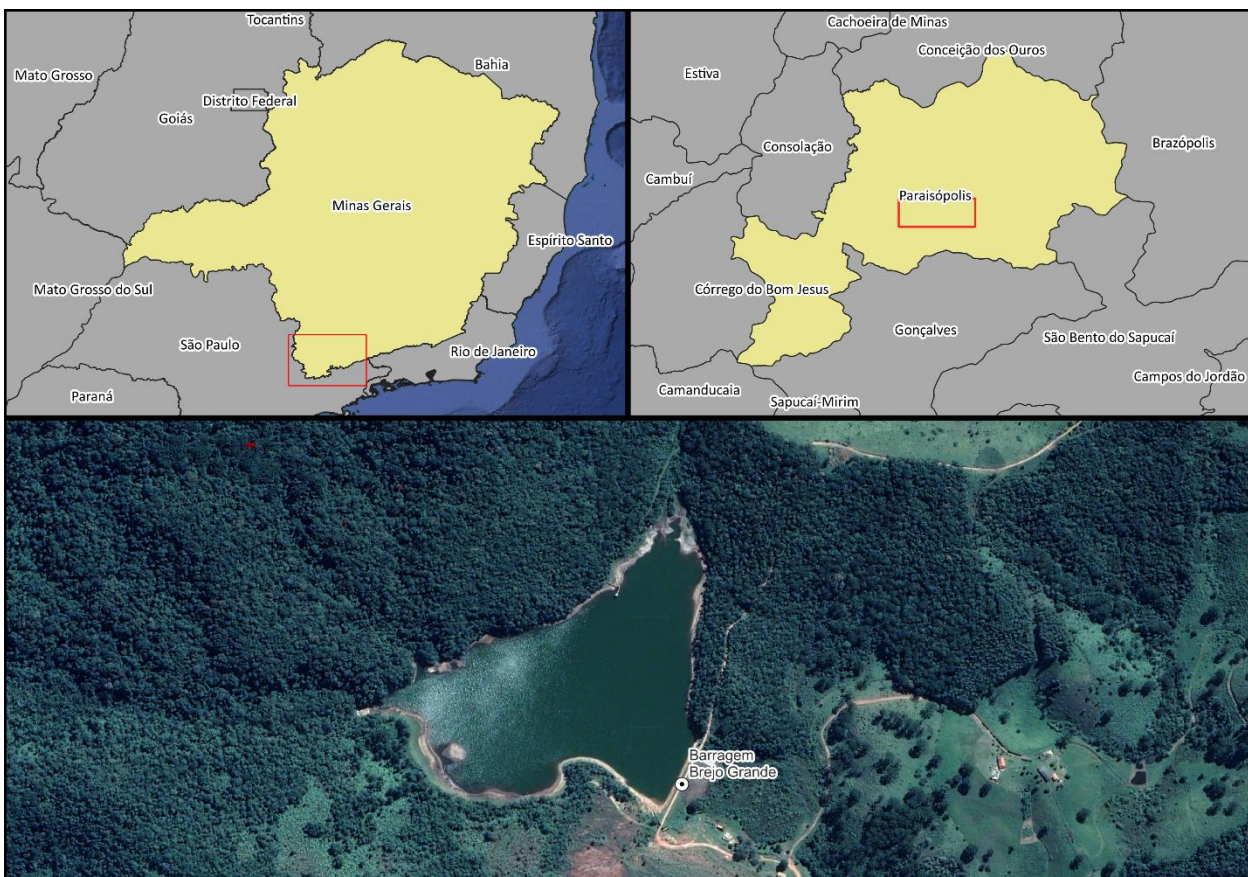 Tocantins
Mato Grosso
Bahia
Distrito Federal
Goiás
Minas Gerais
Espírito Santo
Mato Grosso do Sul
São Paulo
Rio de Janeiro
Paraná
Cachoeira de Minas
Conceição dos Ouros
Estiva
Consolação
Brazópolis
Cambuí
Paraisópolis
Córrego do Bom Jesus
Gonçalves
São Bento do Sapucaí
Campos do Jordão
Camanducaia
Sapucaí-Mirim
Barragem
Brejo Grande